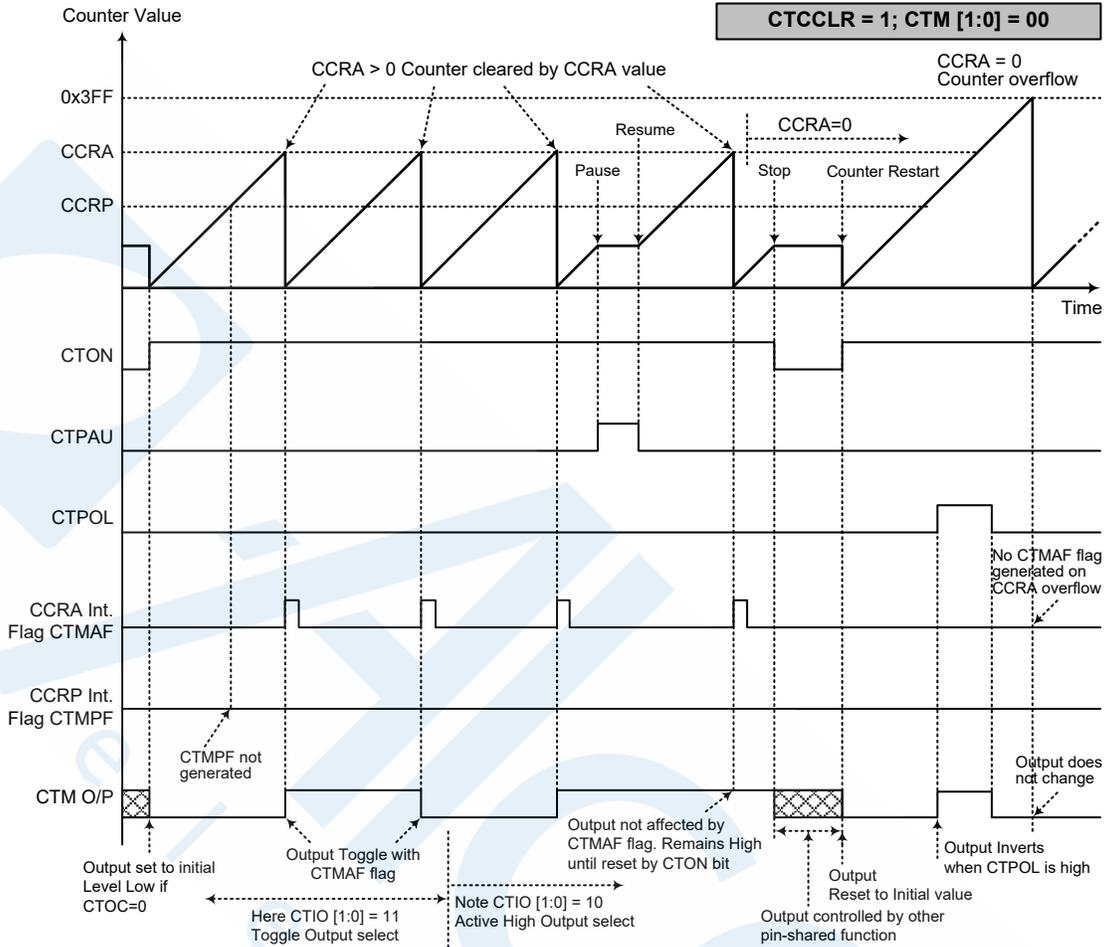 Counter Value
CTCCLR = 1; CTM [1:0] = 00
CCRA > 0 Counter cleared by CCRA value
CCRA = 0
Counter overflow
0x3FF
CCRA=0
Resume
CCRA
Pause
Stop
Counter Restart
CCRP
Time
CTON
CTPAU
CTPOL
No CTMAF flag
generated on
CCRA overflow
CCRA Int.
Flag CTMAF
CCRP Int.
Flag CTMPF
CTMPF not
generated
Output does
not change
CTM O/P
Output set to initial
Level Low if
CTOC=0
Output Toggle with
CTMAF flag
Output not affected by
CTMAF flag. Remains High
until reset by CTON bit
Output Inverts
when CTPOL is high
Output
Reset to Initial value
Here CTIO [1:0] = 11
Toggle Output select
Note CTIO [1:0] = 10
Active High Output select
Output controlled by other
pin-shared function